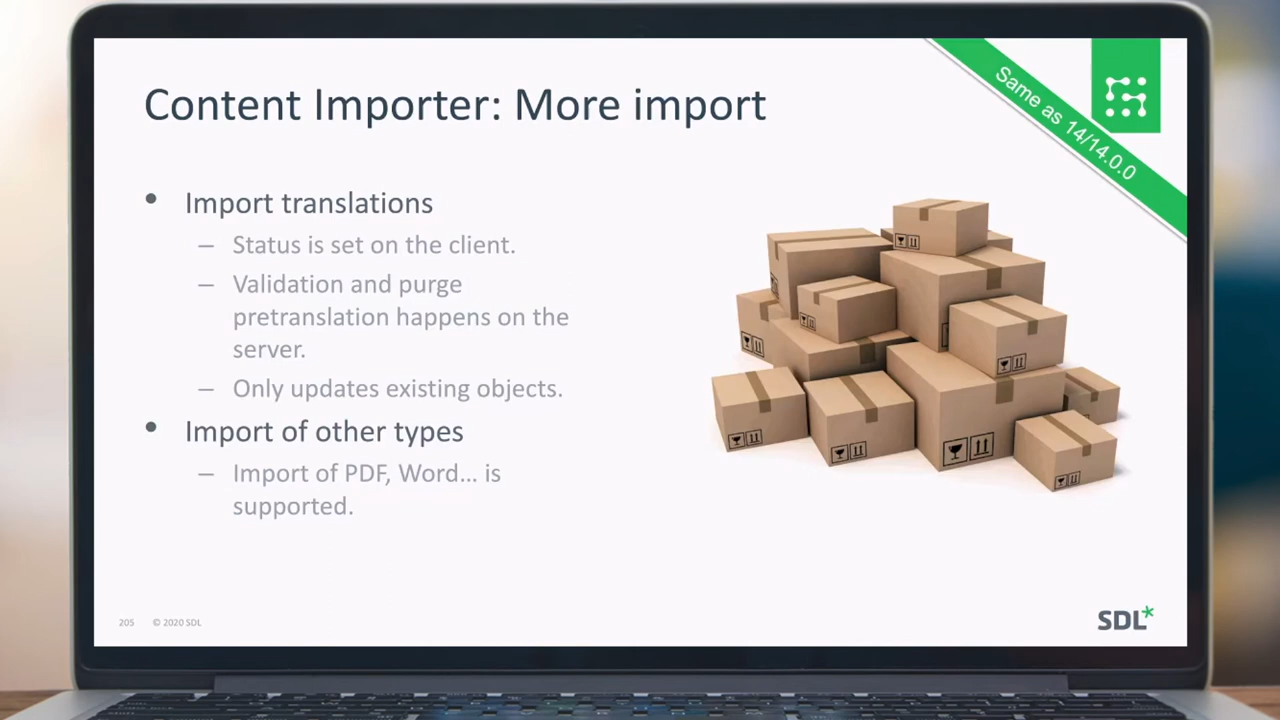 Content Importer: More import
Same as 14/14.0.0
• Import translations
– Status is set on the client.
– Validation and purge
pretranslation happens on the
server.
– Only updates existing objects.
• Import of other types
– Import of PDF, Word... is
supported.
205 © 2020 SDL
SDL*